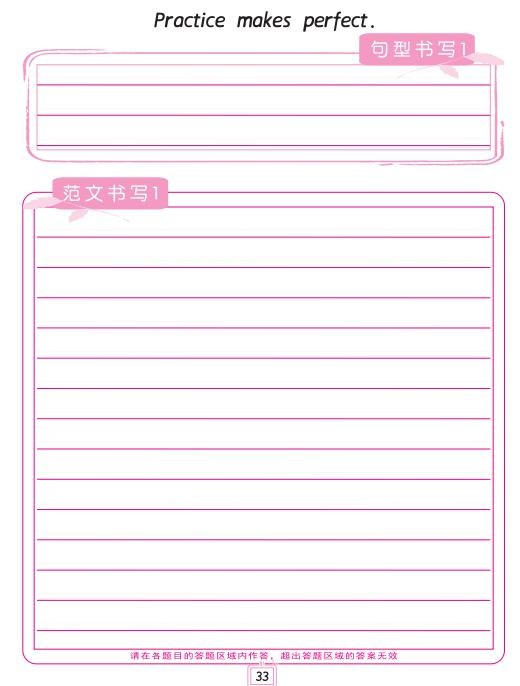 Practice makes perfect.
句型书写1
范文书写1
请在各题目的答题区域内作答，超出答题区域的答案无效
33